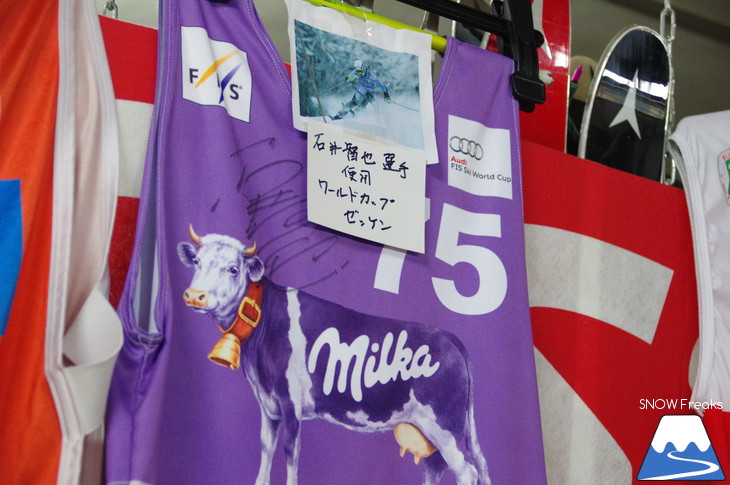 FIS
石井智也選手
使用
ワールドカップ
ゼッケン
Audi
FIS Ski World Cup
75
Milka
SNOW Freaks